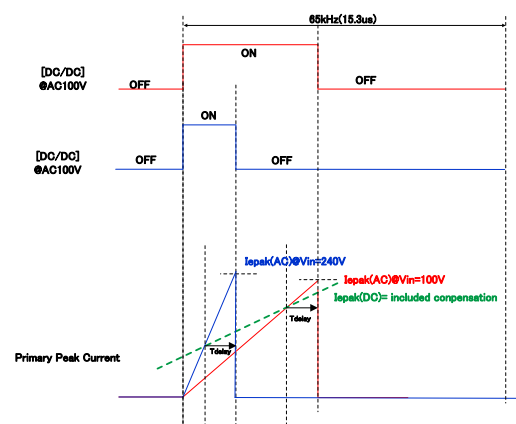 65kHz(15.3us)
ON
[DC/DC]
@AC100V
OFF
OFF
ON
[DC/DC]
@AC100V
OFF
OFF
Iepak(AC)@Vin=240V
Iepak(AC)@Vin=100V
Iepak(DC)= included conpensation
Tdelay
Tdelay
Primary Peak Current